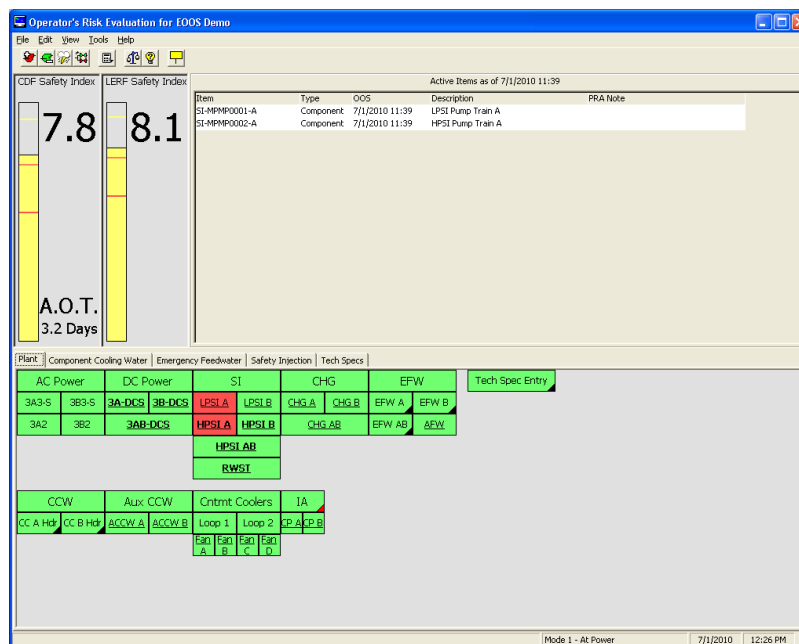 Operator's Risk Evaluation for EOOS Demo
File Edit View Tools Help
CDF Safety Index LERF Safety Index Active Items as of 7/1/2010 11:39
Item Type OOS Description PRA Note
SI-MPMP0001-A Component 7/1/2010 11:39 LPSI Pump Train A
SI-MPMP0002-A Component 7/1/2010 11:39 HPSI Pump Train A
7.8 8.1
A.O.T.
3.2 Days
Plant Component Cooling Water Emergency Feedwater Safety Injection Tech Specs
AC Power DC Power SI CHG EFW Tech Spec Entry
3A3-S 3B3-S 3A-DCS 3B-DCS LPSI A LPSI B CHG A CHG B EFW A EFW B
3A2 3B2 3AB-DCS HPSI A HPSI B CHG AB EFW AB AFW
HPSI AB
RWST
CCW Aux CCW Cntmt Coolers IA
CC A Hdr CC B Hdr ACCW A ACCW B Loop 1 Loop 2 CP A CP B
Fan A Fan B Fan C Fan D
Mode 1 - At Power 7/1/2010 12:26 PM